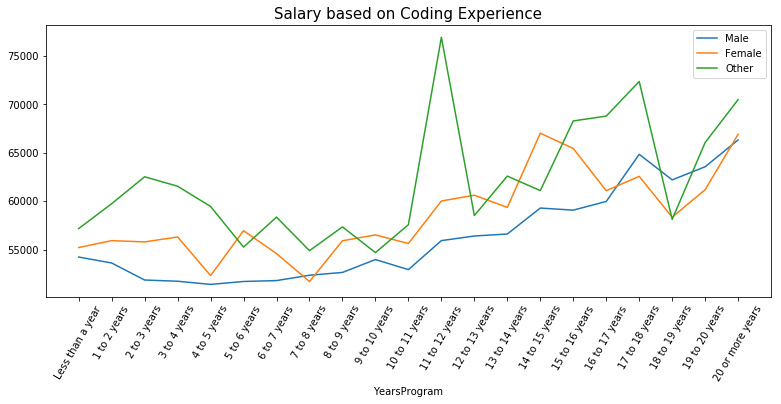 Salary based on Coding Experience
Male
Female
Other
75000
70000
65000
60000
55000
Less than a year
1 to 2 years
2 to 3 years
3 to 4 years
4 to 5 years
5 to 6 years
6 to 7 years
7 to 8 years
8 to 9 years
9 to 10 years
10 to 11 years
11 to 12 years
12 to 13 years
13 to 14 years
14 to 15 years
15 to 16 years
16 to 17 years
17 to 18 years
18 to 19 years
19 to 20 years
20 or more years
YearsProgram